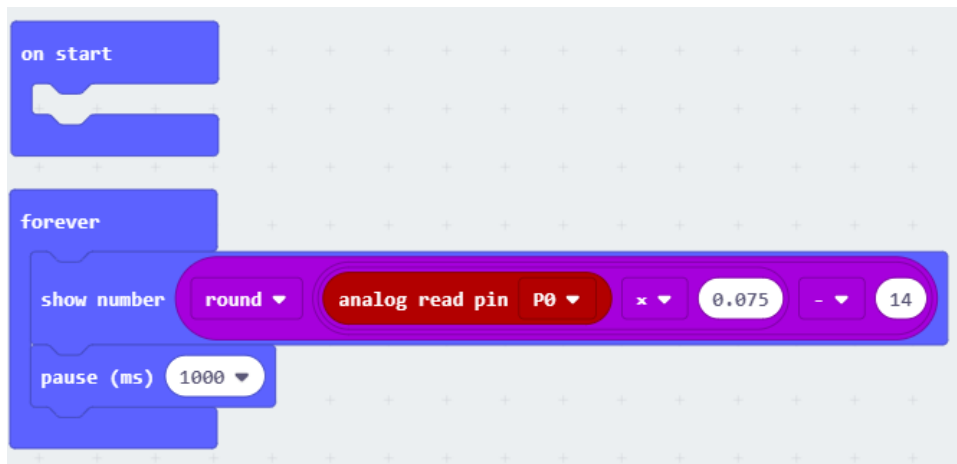 on start
forever
show number round analog read pin P0 x 0.075 - 14
pause (ms) 1000